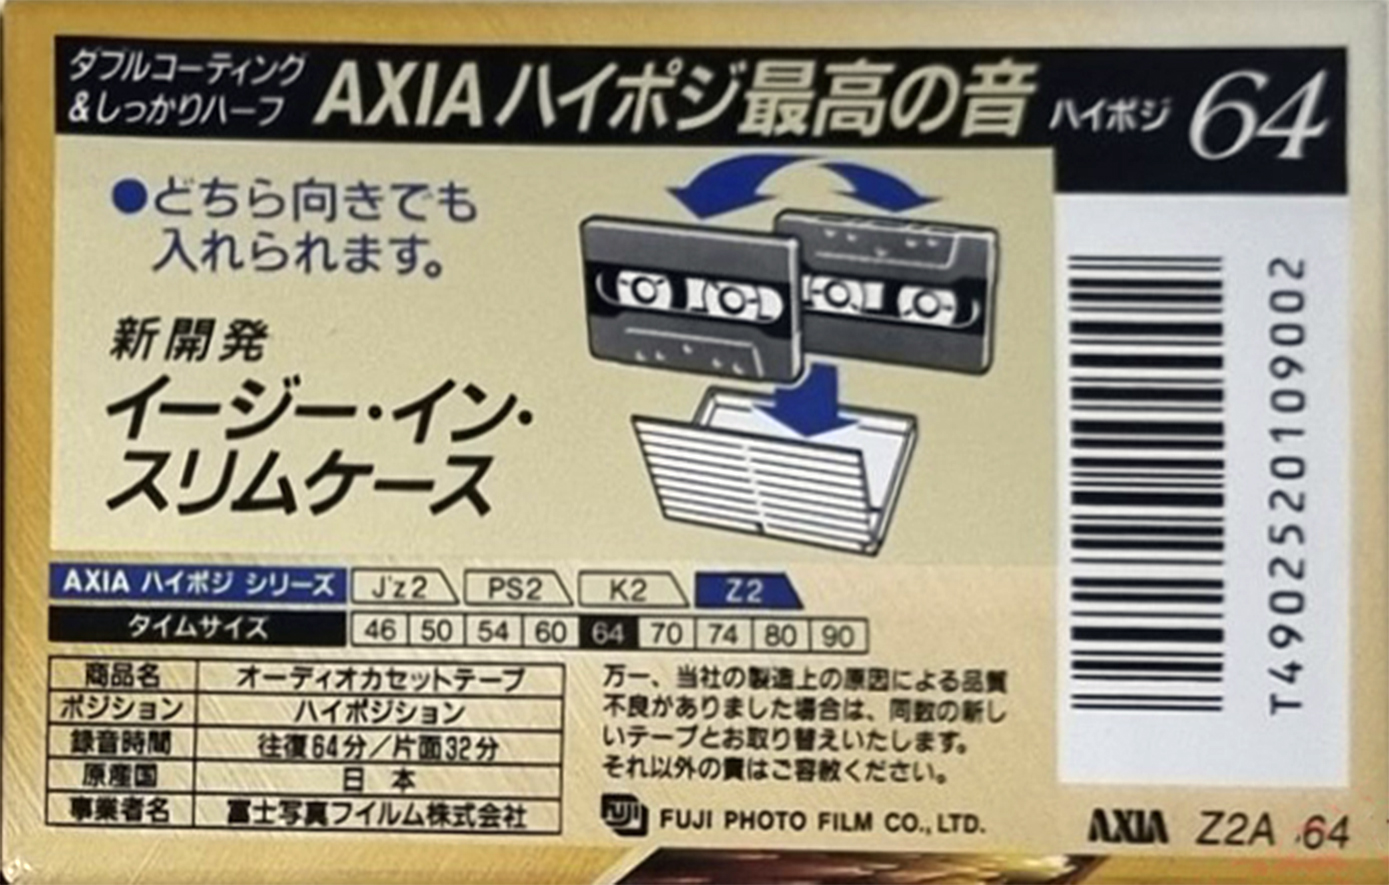 ダブルコーティング
&しっかりハーフ
AXIAハイポジ最高の音
ハイポジ 64
●どちら向きでも
入れられます。
新開発
イージー・イン・
スリムケース
T4902520109002
AXIA ハイポジ シリーズ J'z2 PS2 K2 Z2
タイムサイズ 46 50 54 60 64 70 74 80 90
商品名 オーディオカセットテープ
ポジション ハイポジション
録音時間 往復64分/片面32分
原産国 日本
事業者名 富士写真フイルム株式会社
万一、当社の製造上の原因による品質
不良がありました場合は、同数の新し
いテープとお取り替えいたします。
それ以外の責はご容赦ください。
FUJI FUJI PHOTO FILM CO., LTD.
AXIA Z2A 64